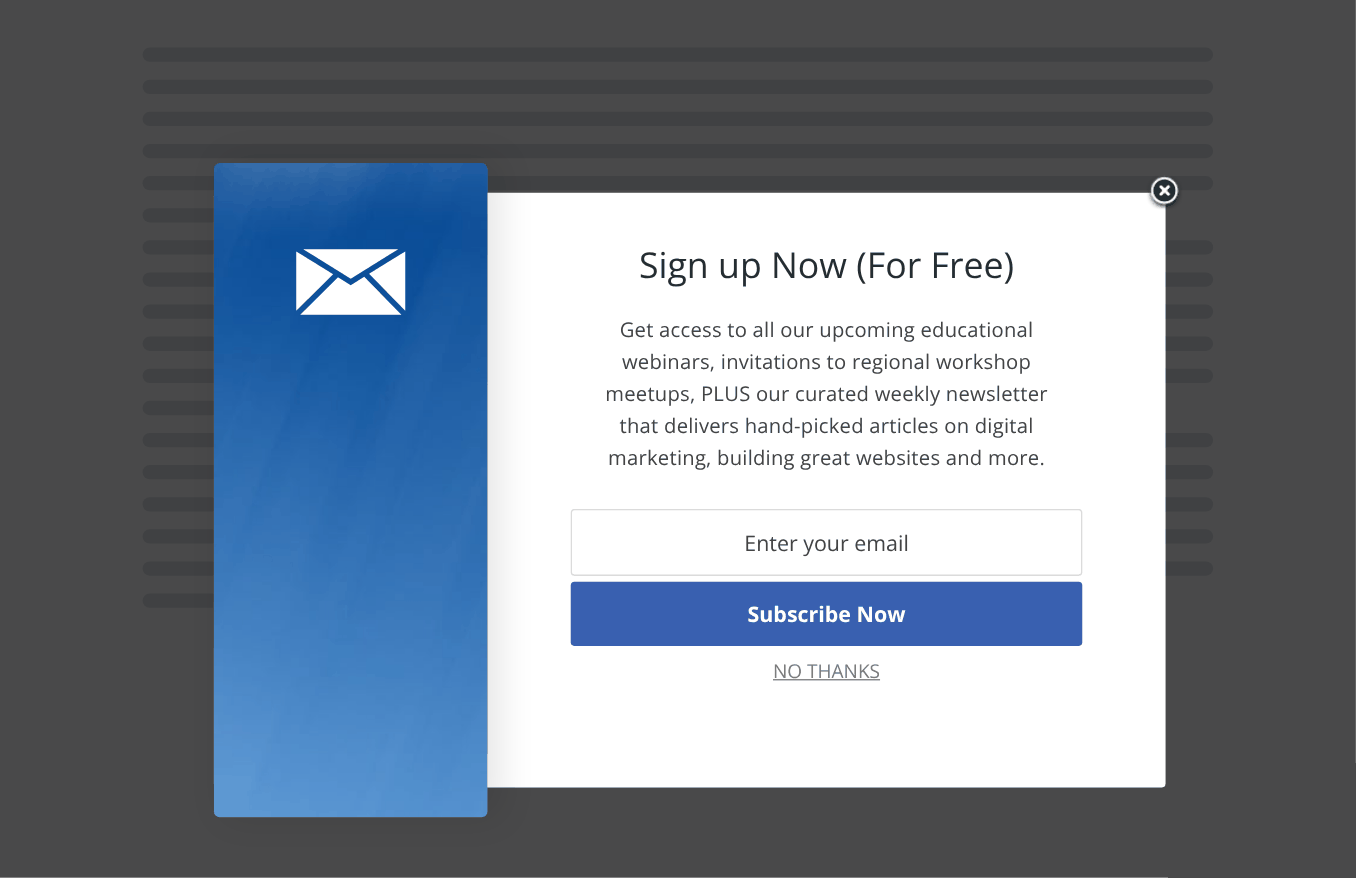 Sign up Now (For Free)
Get access to all our upcoming educational
webinars, invitations to regional workshop
meetups, PLUS our curated weekly newsletter
that delivers hand-picked articles on digital
marketing, building great websites and more.
Enter your email
Subscribe Now
NO THANKS